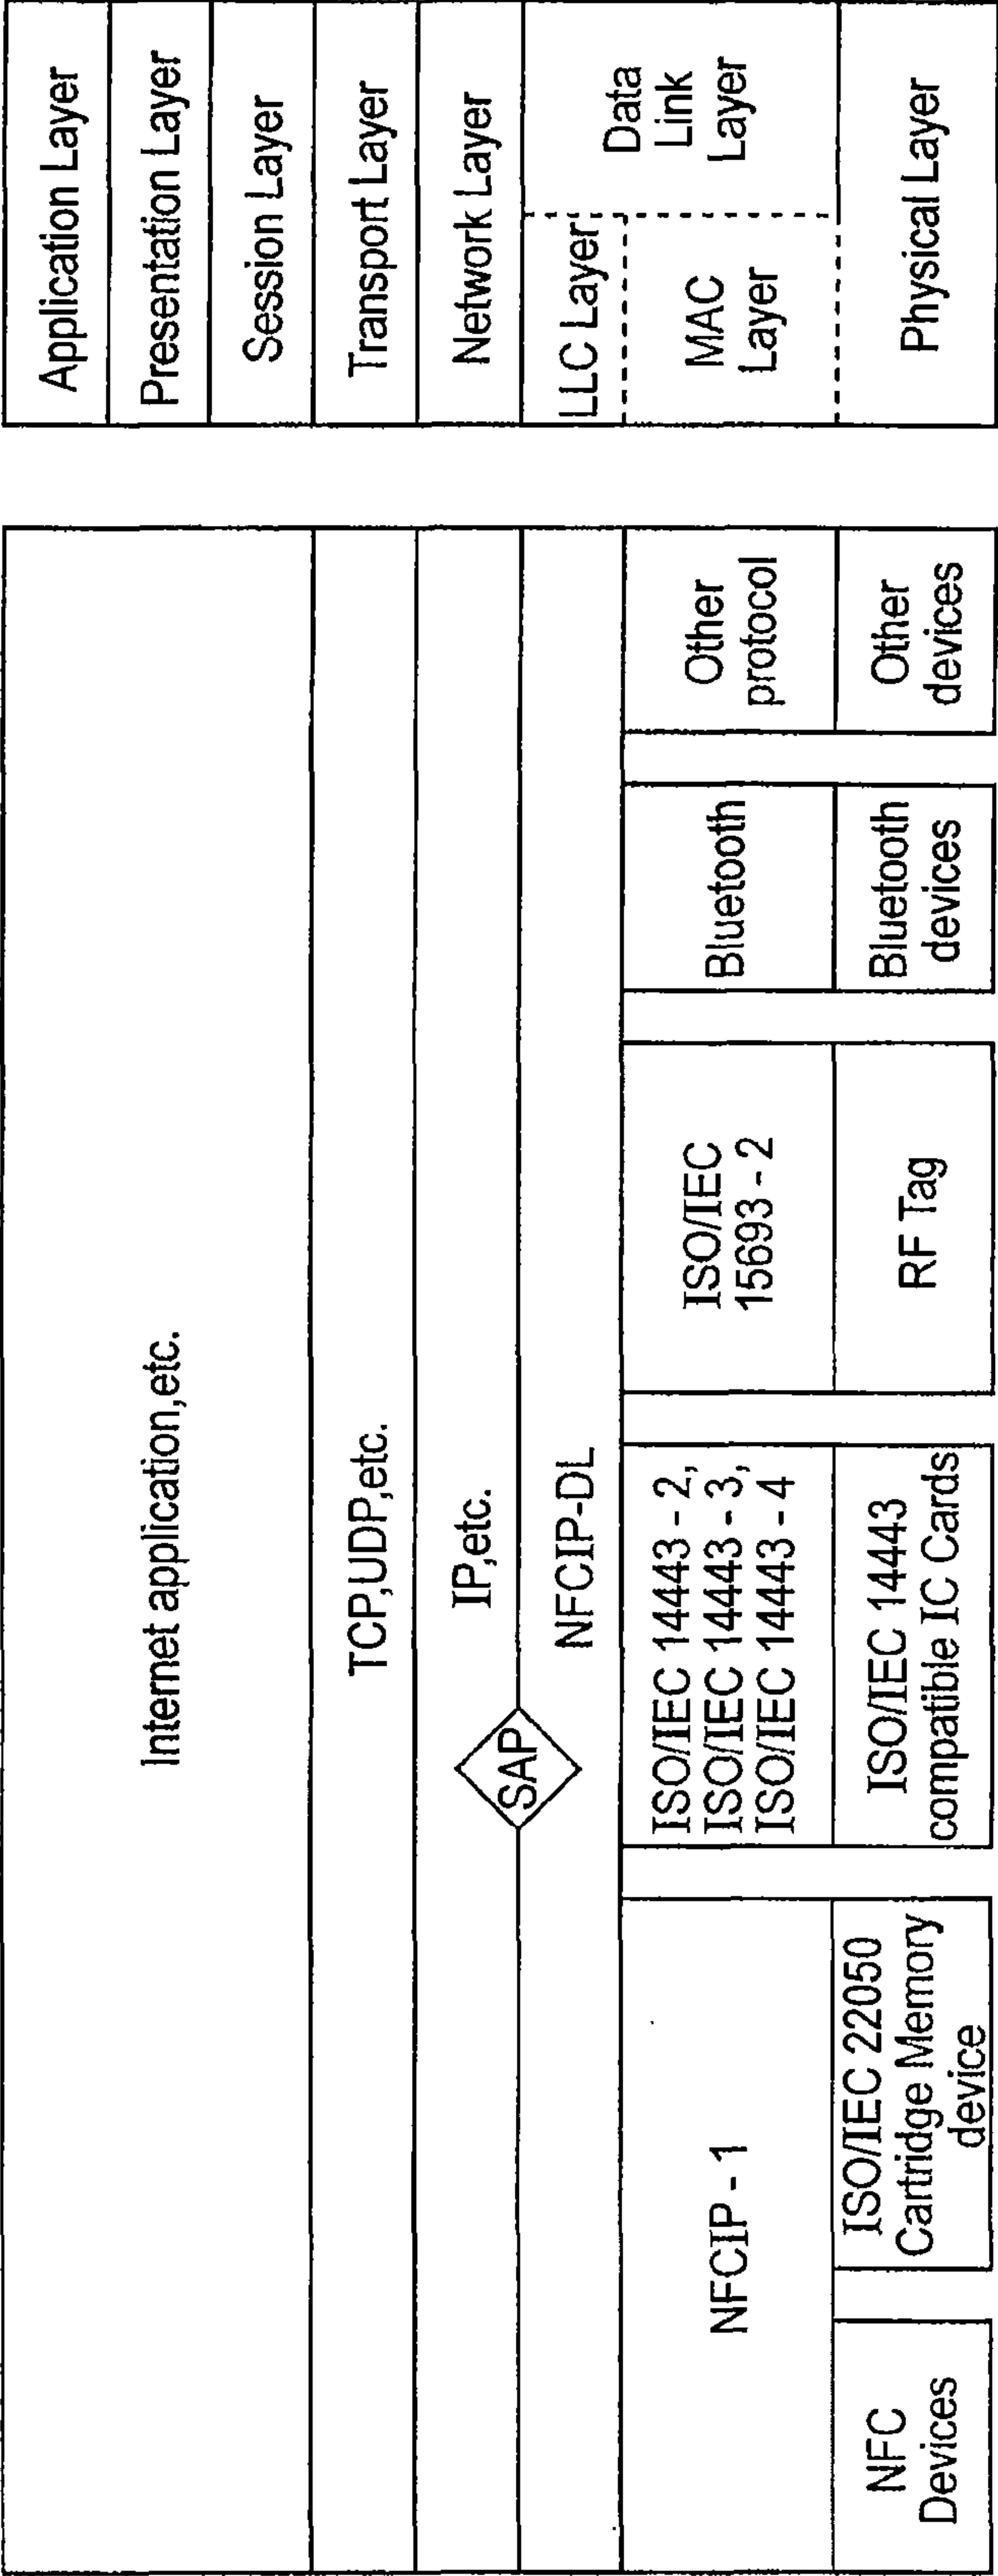 Internet application,etc.
TCP,UDP,etc.
IP,etc.
SAP
NFCIP-DL
NFCIP - 1
ISO/IEC 14443 - 2,
ISO/IEC 14443 - 3,
ISO/IEC 14443 - 4
ISO/IEC
15693 - 2
Bluetooth
Other
protocol
NFC
Devices
ISO/IEC 22050
Cartridge Memory
device
ISO/IEC 14443
compatible IC Cards
RF Tag
Bluetooth
devices
Other
devices
Application Layer
Presentation Layer
Session Layer
Transport Layer
Network Layer
LLC Layer
MAC
Layer
Data
Link
Layer
Physical Layer